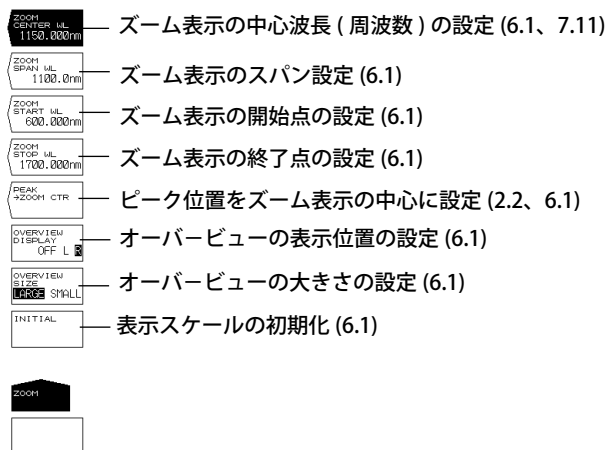 ZOOM
CENTER WL
1150.000nm
ズーム表示の中心波長 ( 周波数 ) の設定 (6.1、7.11)
ZOOM
SPAN WL
1100.0nm
ズーム表示のスパン設定 (6.1)
ZOOM
START WL
600.000nm
ズーム表示の開始点の設定 (6.1)
ZOOM
STOP WL
1700.000nm
ズーム表示の終了点の設定 (6.1)
PEAK
→ZOOM CTR
ピーク位置をズーム表示の中心に設定 (2.2、6.1)
OVERVIEW
DISPLAY
OFF L R
オーバービューの表示位置の設定 (6.1)
OVERVIEW
SIZE
LARGE SMALL
オーバービューの大きさの設定 (6.1)
INITIAL
表示スケールの初期化 (6.1)
ZOOM